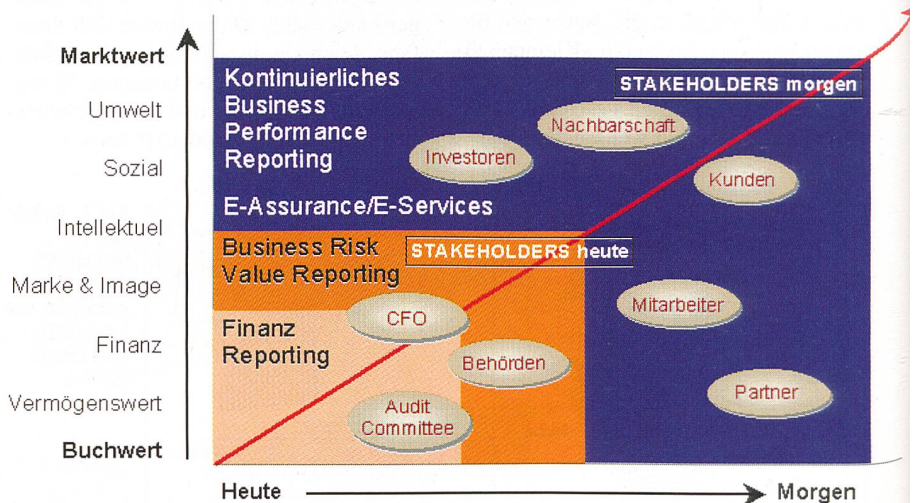 Marktwert
Umwelt
Sozial
Intellektuel
Marke & Image
Finanz
Vermögenswert
Buchwert
Kontinuierliches
Business
Performance
Reporting
E-Assurance/E-Services
STAKEHOLDERS morgen
Nachbarschaft
Investoren
Kunden
Business Risk
Value Reporting
STAKEHOLDERS heute
Mitarbeiter
CFO
Finanz
Reporting
Behörden
Partner
Audit
Committee
Heute
Morgen